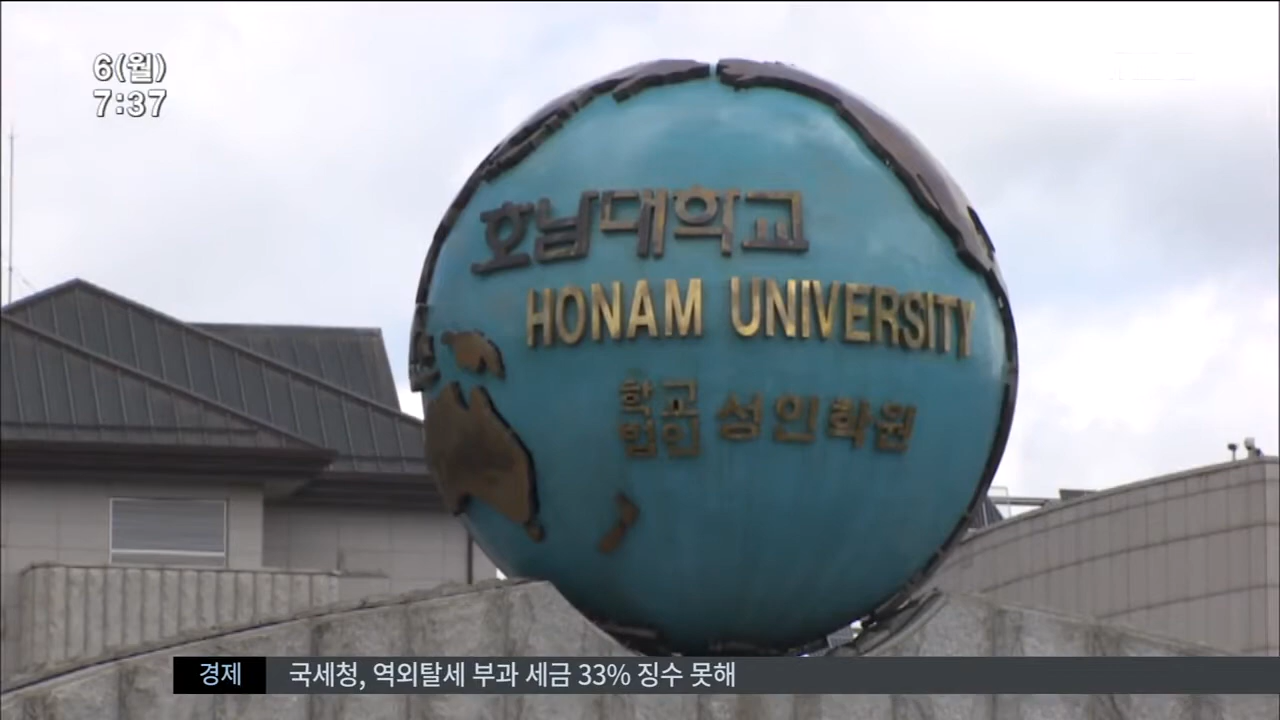 6(월)
7:37
호남대학교
HONAM UNIVERSITY
학교
법인 성인학원
경제 국세청, 역외탈세 부과 세금 33% 징수 못해